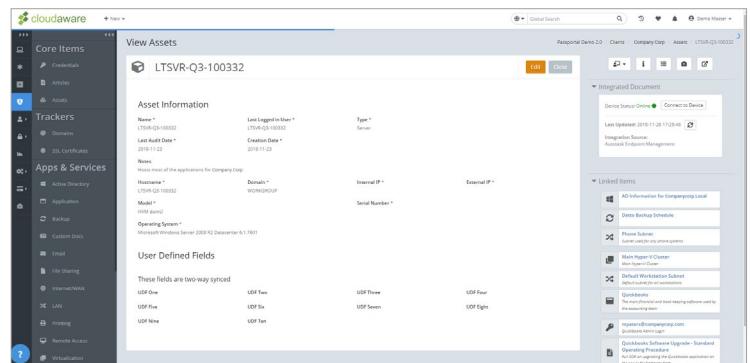 cloudaware
+ New
Global Search
Demo Master
Core Items
Credentials
Articles
Assets
Trackers
Domains
SSL Certificates
Apps & Services
Active Directory
Application
Backup
Custom Docs
Email
File Sharing
Internet/WAN
LAN
Printing
Remote Access
Virtualization
?
View Assets
Passportal Demo 2.0 Clients Company Corp Assets LTSVR-Q3-100332
LTSVR-Q3-100332
Edit Close
Asset Information
Name * Last Logged in User * Type *
LTSVR-Q3-100332 LTSVR-Q3-100332 Server
Last Audit Date * Creation Date *
2018-11-23 2018-11-23
Notes
Hosts most of the applications for Company Corp
Hostname * Domain * Internal IP * External IP *
LTSVR-Q3-100332 WORKGROUP
Model * Serial Number *
HVM domU
Operating System *
Microsoft Windows Server 2008 R2 Datacenter 6.1.7601
User Defined Fields
These fields are two-way synced
UDF One UDF Two UDF Three UDF Four
UDF Five UDF Six UDF Seven UDF Eight
UDF Nine UDF Ten
Integrated Document
Device Status: Online Connect to Device
Last Updated: 2018-11-28 17:28:46
Integration Source:
Autotask Endpoint Management
Linked Items
AD Information for Companycorp Local
Datto Backup Schedule
Phone Subnet
Subnet used for any phone systems
Main Hyper-V Cluster
Main Hyper-V Cluster
Default Workstation Subnet
Default subnet for all workstations
Quickbooks
The main financial and book keeping software used by
the accounting team
Quickbooks Admin Login
Quickbooks Software Upgrade - Standard
Operating Procedure